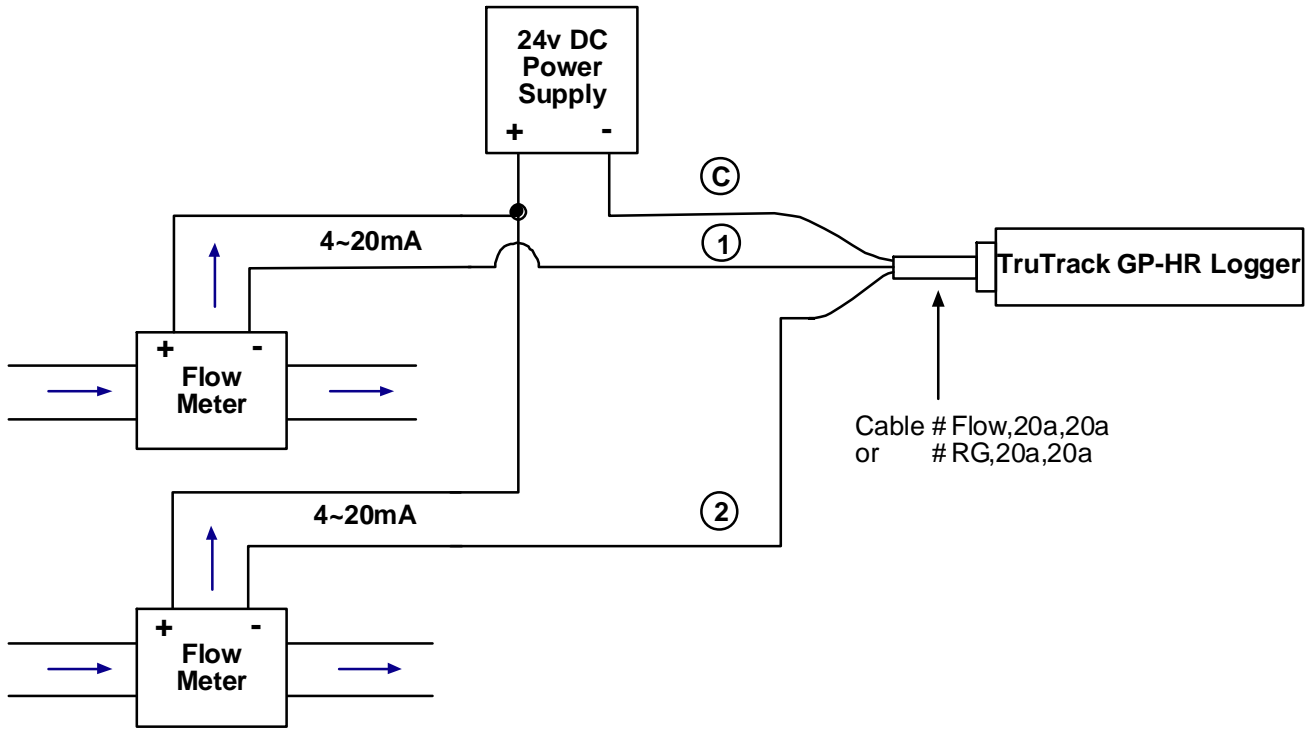 24v DC
Power
Supply
+ -
C
4~20mA
1
TruTrack GP-HR Logger
+ -
Flow
Meter
Cable # Flow,20a,20a
or # RG,20a,20a
4~20mA
2
+ -
Flow
Meter